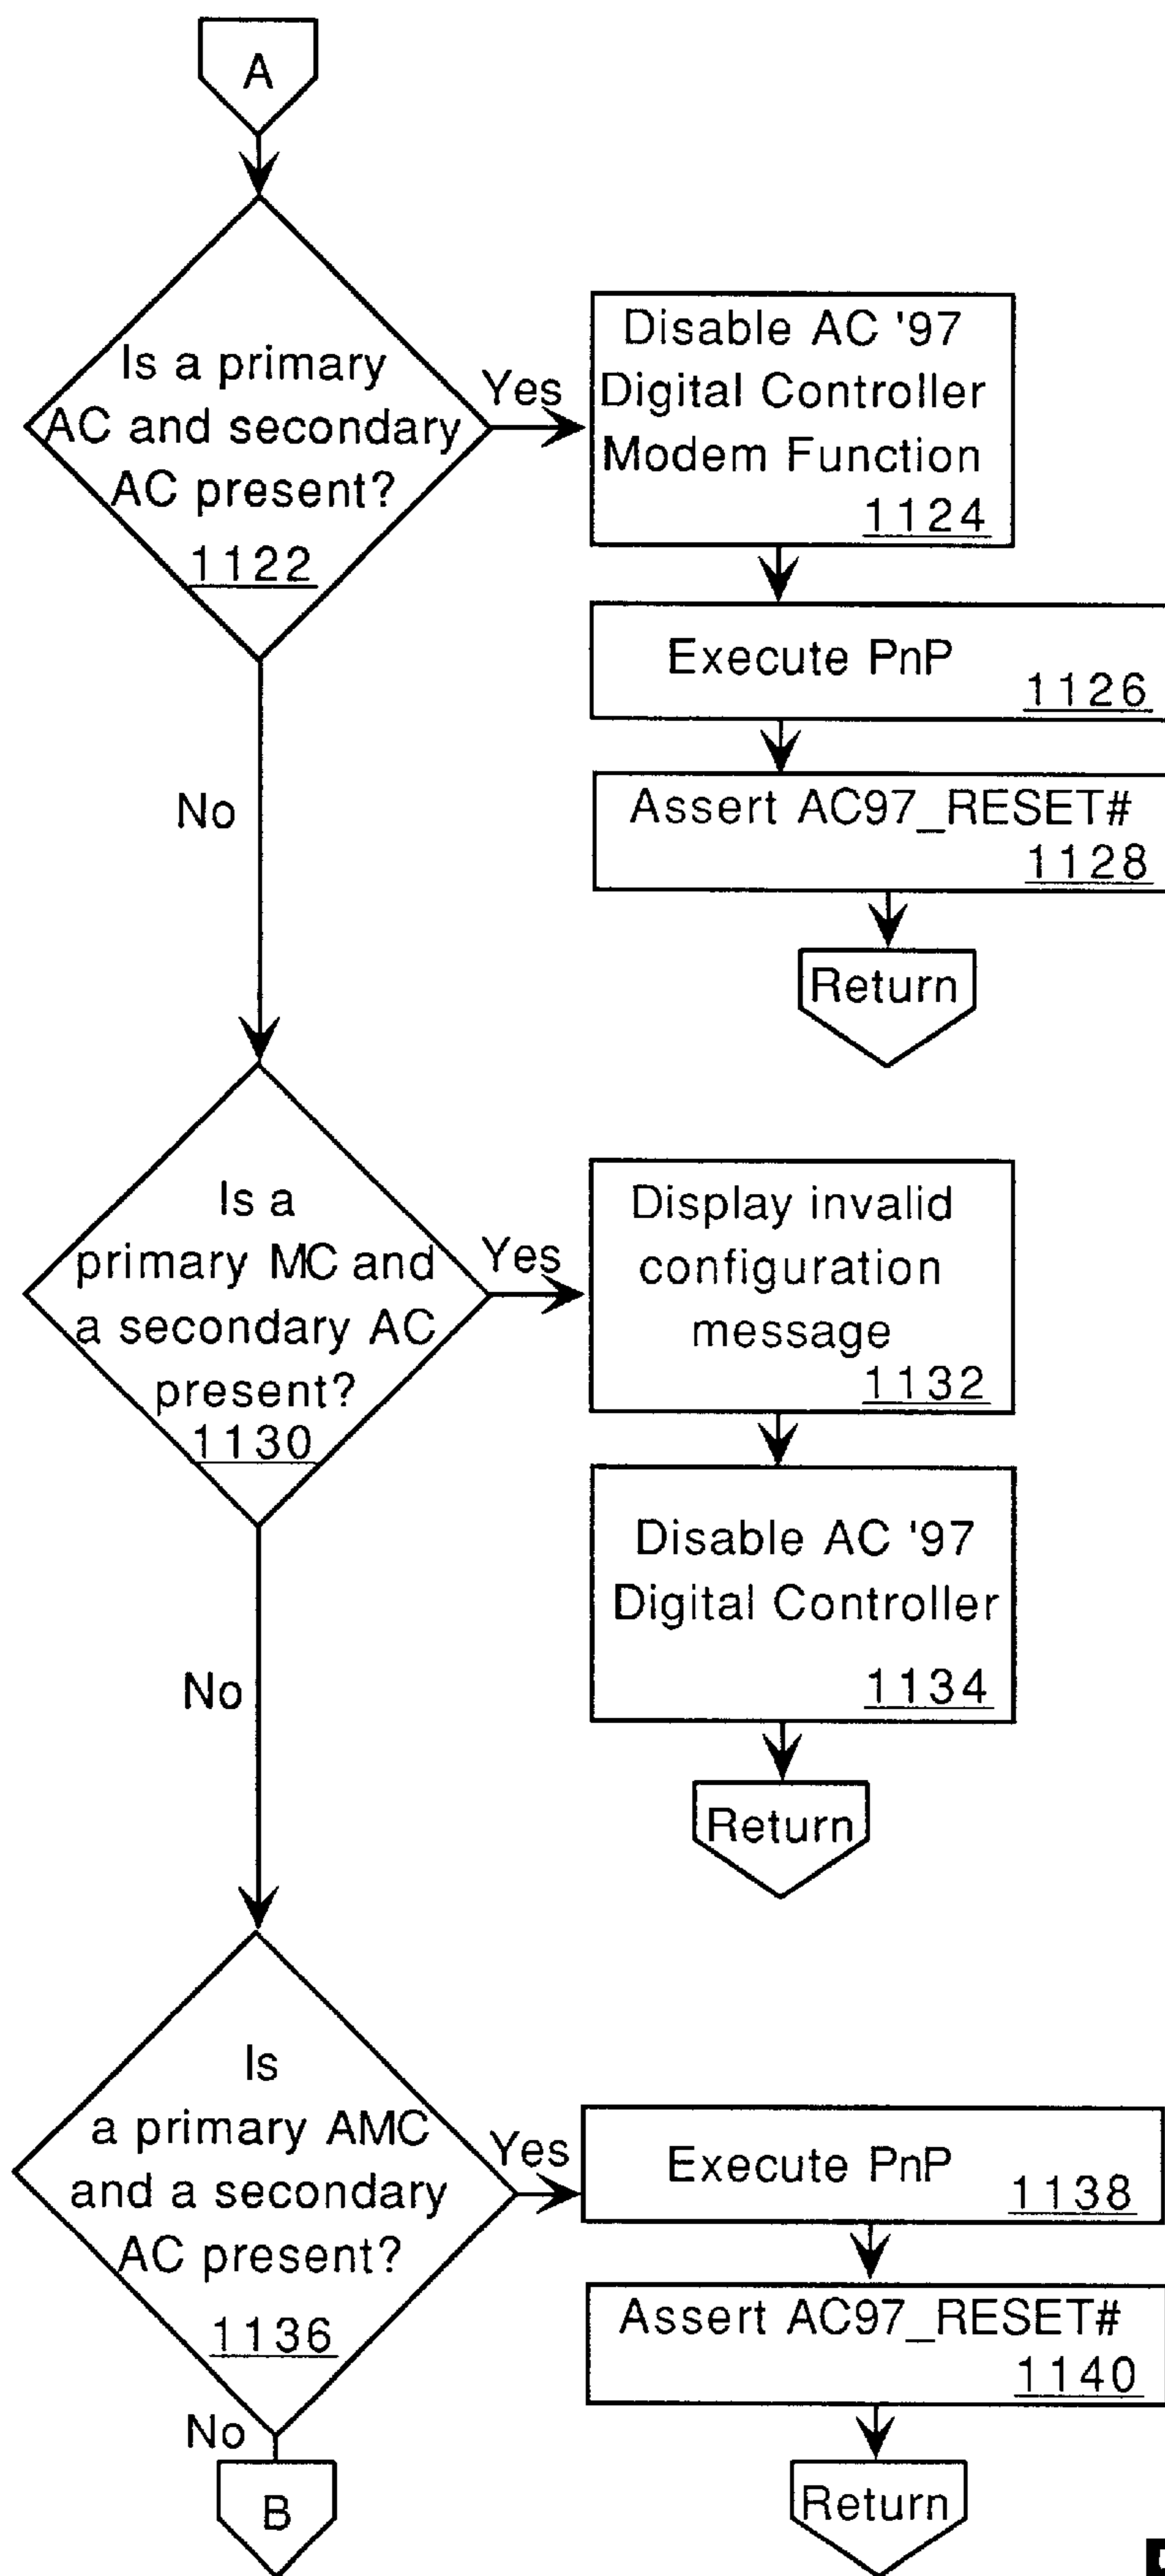 A
Is a primary
AC and secondary
AC present?
1122
Yes
Disable AC '97
Digital Controller
Modem Function
1124
Execute PnP
1126
Assert AC97_RESET#
1128
Return
No
Is a
primary MC and
a secondary AC
present?
1130
Yes
Display invalid
configuration
message
1132
Disable AC '97
Digital Controller
1134
Return
No
Is
a primary AMC
and a secondary
AC present?
1136
Yes
Execute PnP
1138
Assert AC97_RESET#
1140
Return
No
B